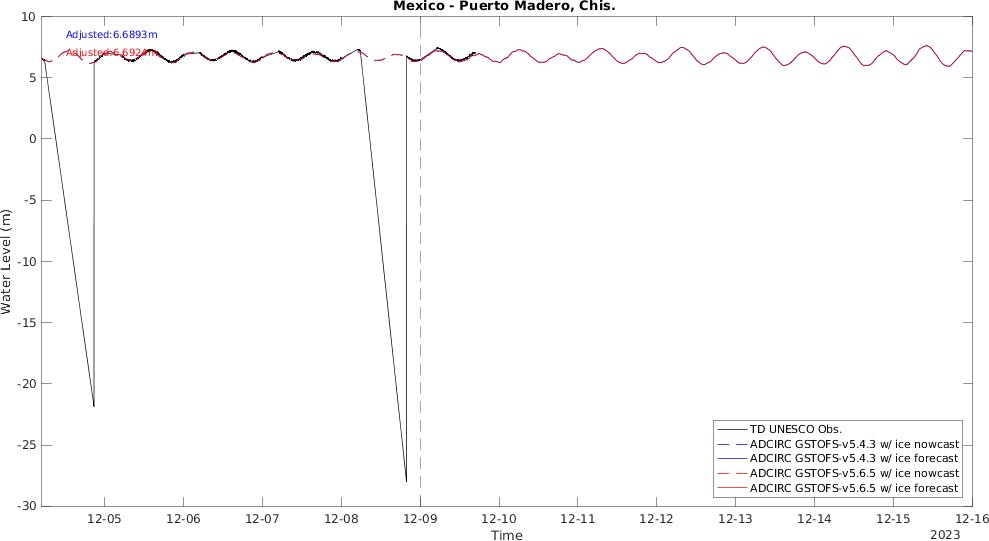 Mexico - Puerto Madero, Chis.
Adjusted:6.6893m
Adjusted:6.6924m
10
5
0
-5
-10
-15
-20
-25
-30
Water Level (m)
TD UNESCO Obs.
ADCIRC GSTOFS-v5.4.3 w/ ice nowcast
ADCIRC GSTOFS-v5.4.3 w/ ice forecast
ADCIRC GSTOFS-v5.6.5 w/ ice nowcast
ADCIRC GSTOFS-v5.6.5 w/ ice forecast
12-05 12-06 12-07 12-08 12-09 12-10 12-11 12-12 12-13 12-14 12-15 12-16
Time
2023